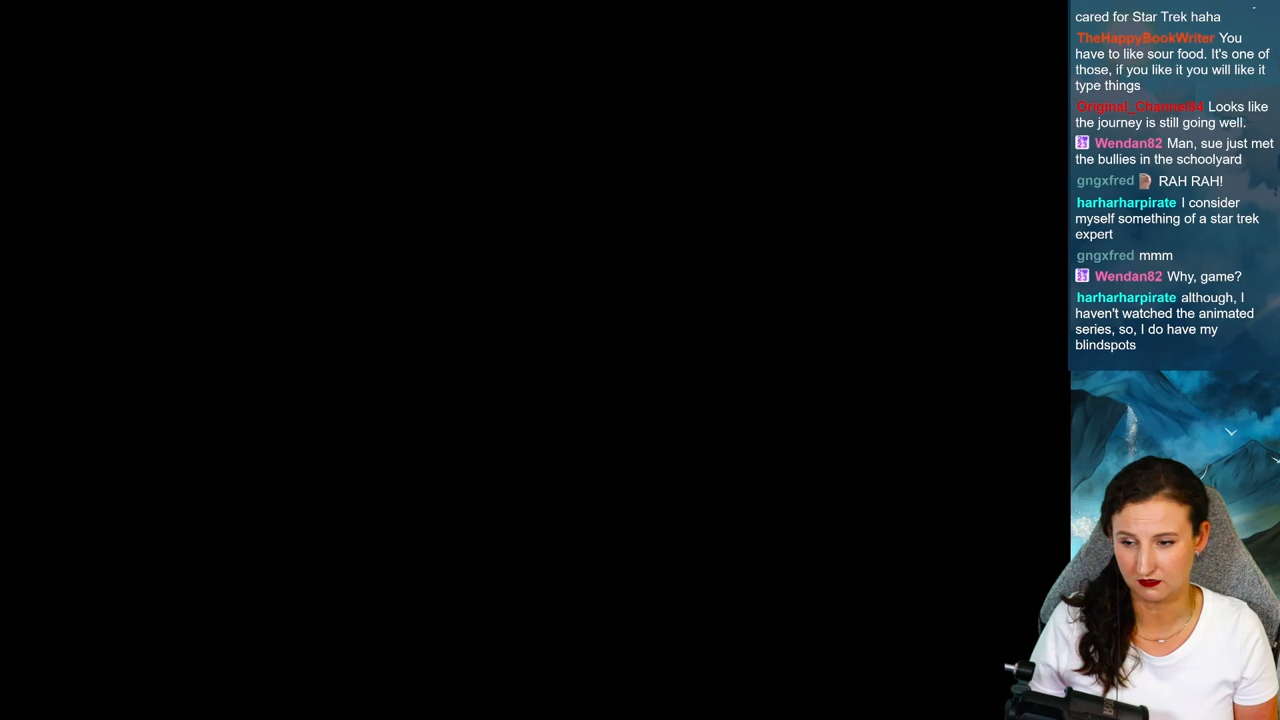 cared for Star Trek haha
TheHappyBookWriter You
have to like sour food. It's one of
those, if you like it you will like it
type things
Original_Channel84 Looks like
the journey is still going well.
Wendan82 Man, sue just met
the bullies in the schoolyard
gngxfred RAH RAH!
harharharpirate I consider
myself something of a star trek
expert
gngxfred mmm
Wendan82 Why, game?
harharharpirate although, I
haven't watched the animated
series, so, I do have my
blindspots